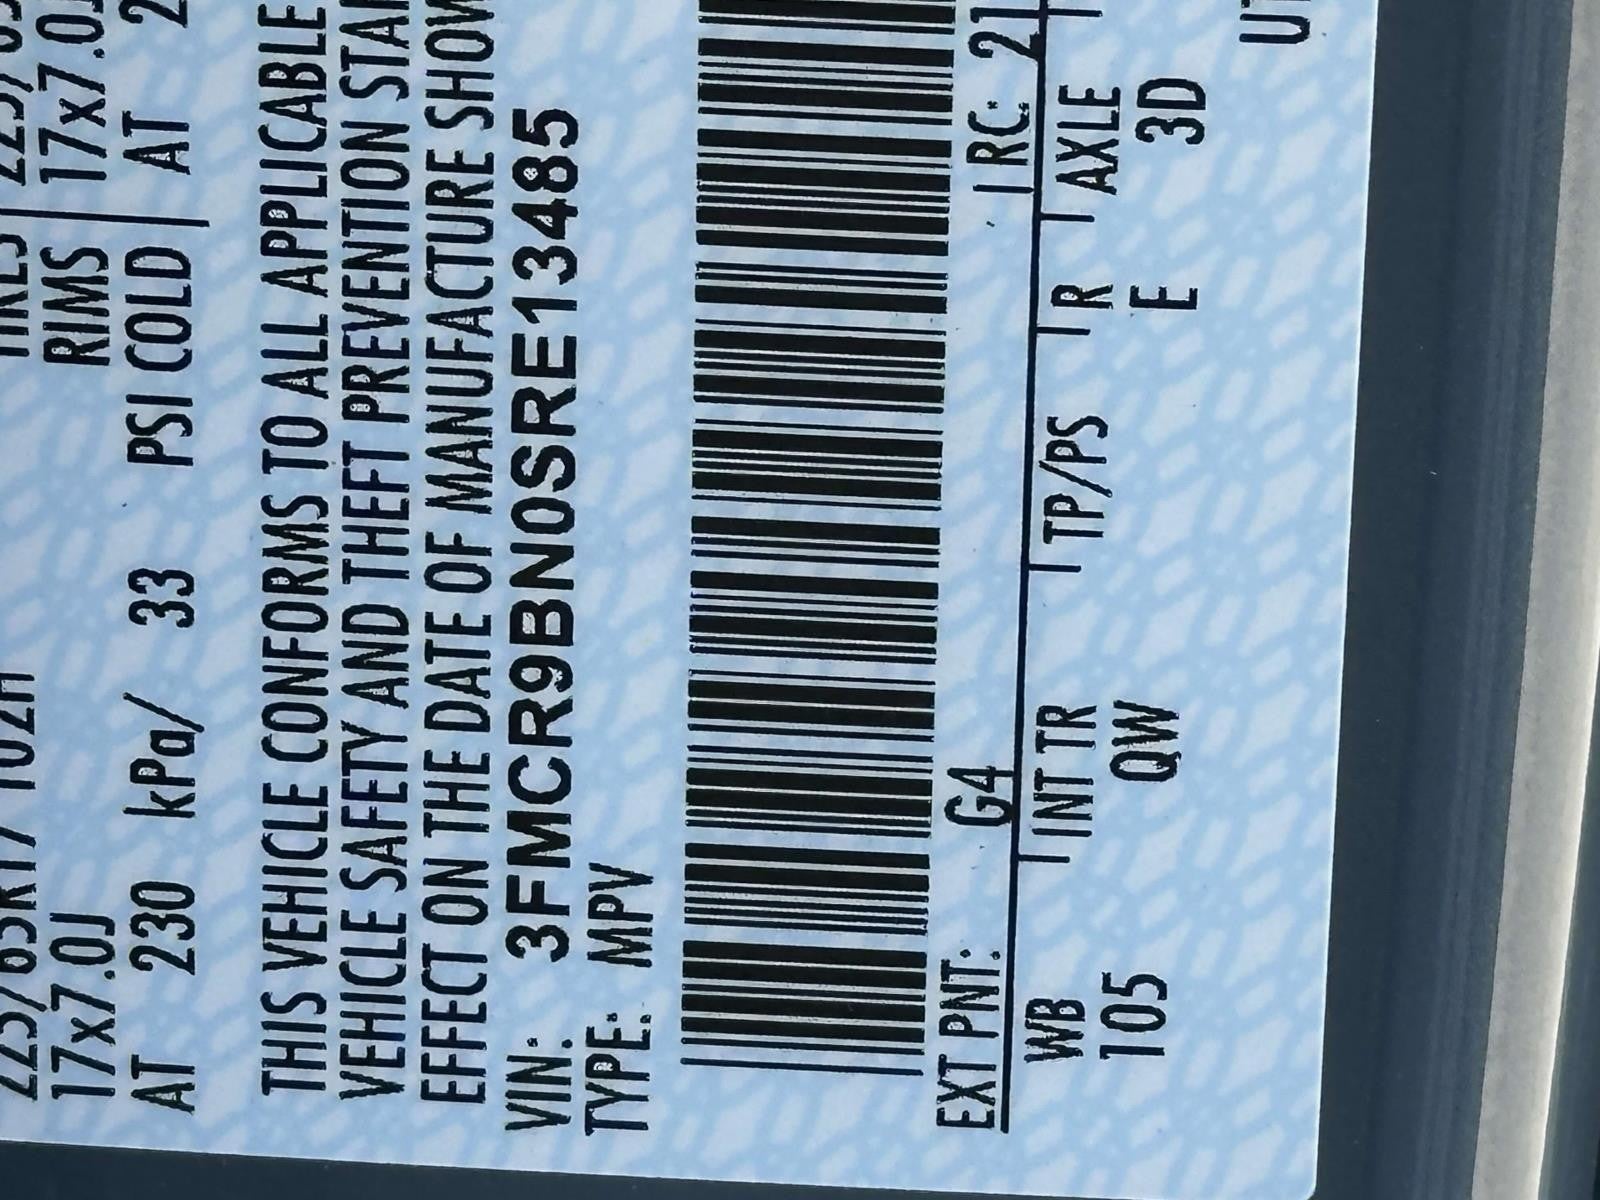 225/65R17 102H
17x7.0J
RIMS 17x7.0J
AT 230 kPa/ 33 PSI COLD AT 2
THIS VEHICLE CONFORMS TO ALL APPLICABLE
VEHICLE SAFETY AND THEFT PREVENTION STA
EFFECT ON THE DATE OF MANUFACTURE SHOW
VIN: 3FMCR9BN0SRE13485
TYPE: MPV
EXT PNT: G4 RC: 21
WB INT TR TP/PS R AXLE
105 QW E 3D
UT